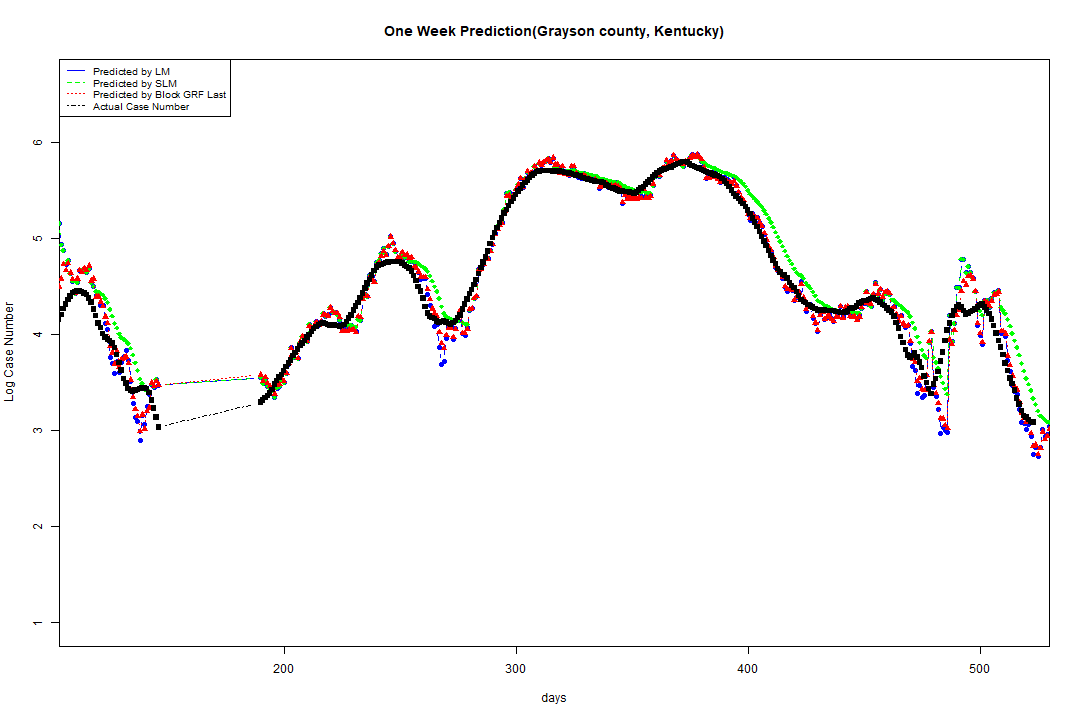 One Week Prediction(Grayson county, Kentucky)
Predicted by LM
Predicted by SLM
Predicted by Block GRF Last
Actual Case Number
6
5
4
3
2
1
Log Case Number
200 300 400 500
days